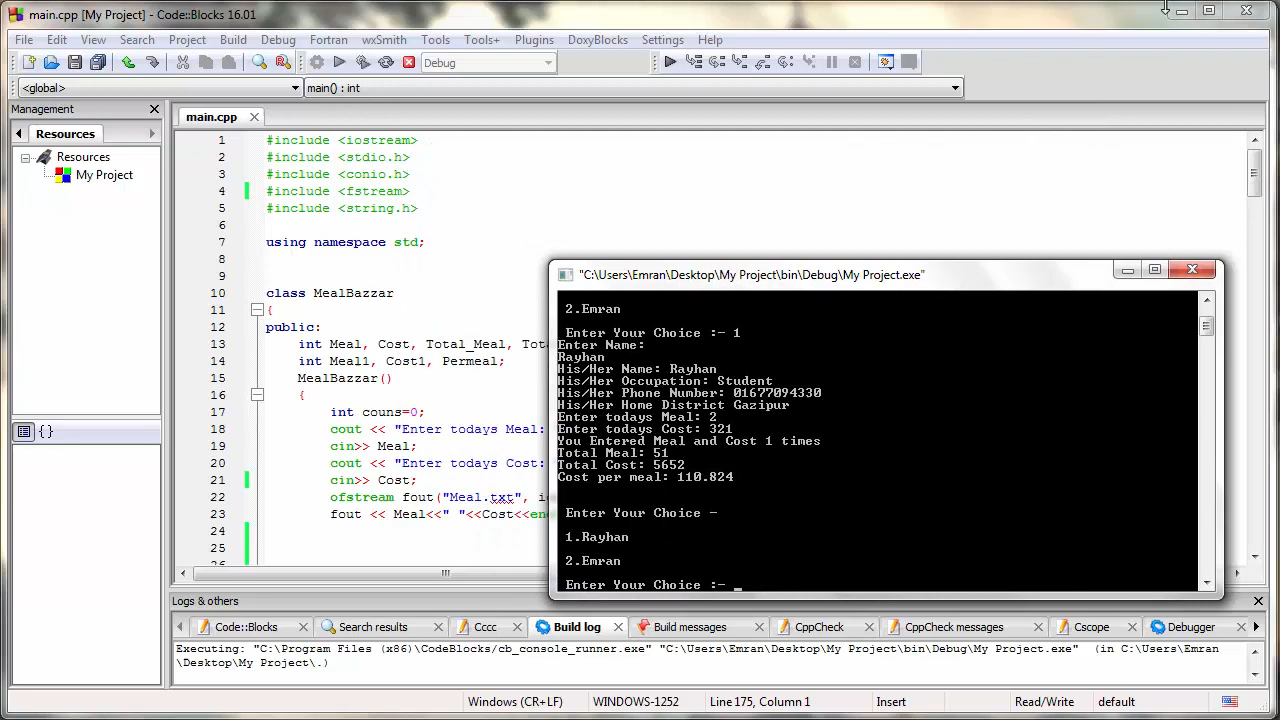 main.cpp [My Project] - Code::Blocks 16.01
File Edit View Search Project Build Debug Fortran wxSmith Tools Tools+ Plugins DoxyBlocks Settings Help
Debug
<global> main() : int
Management
main.cpp
Resources
Resources
My Project
1 #include <iostream>
2 #include <stdio.h>
3 #include <conio.h>
4 #include <fstream>
5 #include <string.h>
6
7 using namespace std;
8
9
10 class MealBazzar
11 {
12 public:
13 int Meal, Cost, Total_Meal,
14 int Meal1, Cost1, Permeal;
15 MealBazzar()
16 {
17 int couns=0;
18 cout << "Enter todays Meal:
19 cin>> Meal;
20 cout << "Enter todays Cost:
21 cin>> Cost;
22 ofstream fout("Meal.txt",
23 fout << Meal<<" "<<Cost<<
24
25
"C:\Users\Emran\Desktop\My Project\bin\Debug\My Project.exe"
2.Emran
Enter Your Choice :- 1
Enter Name:
Rayhan
His/Her Name: Rayhan
His/Her Occupation: Student
His/Her Phone Number: 01677094330
His/Her Home District Gazipur
Enter todays Meal: 2
Enter todays Cost: 321
You Entered Meal and Cost 1 times
Total Meal: 51
Total Cost: 5652
Cost per meal: 110.824
Enter Your Choice -
1.Rayhan
2.Emran
Enter Your Choice :- _
{ }
Logs & others
Code::Blocks Search results Cccc Build log Build messages CppCheck CppCheck messages Cscope Debugger
Executing: "C:\Program Files (x86)\CodeBlocks/cb_console_runner.exe" "C:\Users\Emran\Desktop\My Project\bin\Debug\My Project.exe" (in C:\Users\Emran
\Desktop\My Project\.)
Windows (CR+LF) WINDOWS-1252 Line 175, Column 1 Insert Read/Write default